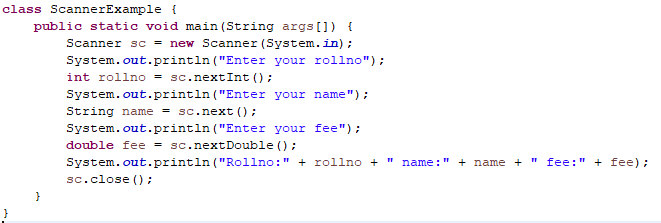 class ScannerExample {
    public static void main(String args[]) {
        Scanner sc = new Scanner(System.in);
        System.out.println("Enter your rollno");
        int rollno = sc.nextInt();
        System.out.println("Enter your name");
        String name = sc.next();
        System.out.println("Enter your fee");
        double fee = sc.nextDouble();
        System.out.println("Rollno:" + rollno + " name:" + name + " fee:" + fee);
        sc.close();
    }
}